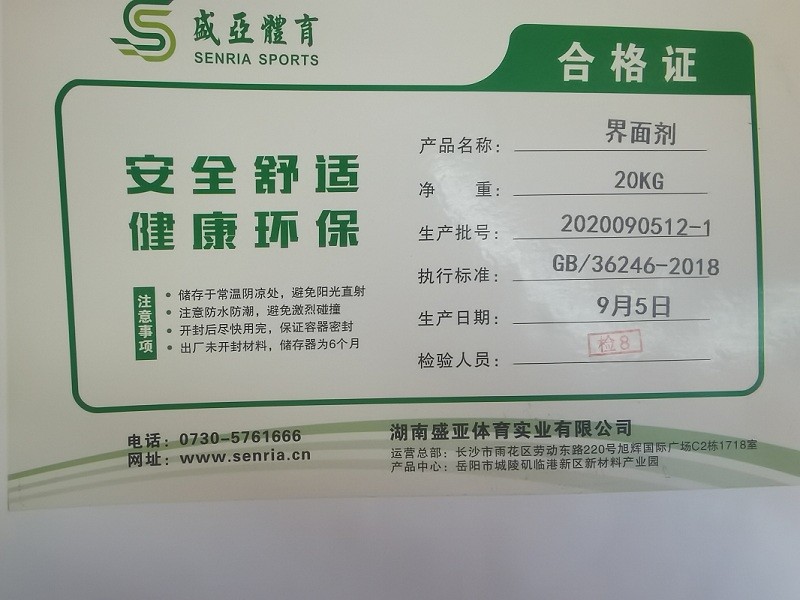 盛亞體育
SENRIA SPORTS
合格证
安全舒适
健康环保
注意事项
• 储存于常温阴凉处，避免阳光直射
• 注意防水防潮，避免激烈碰撞
• 开封后尽快用完，保证容器密封
• 出厂未开封材料，储存器为6个月
产品名称：界面剂
净 重：20KG
生产批号：2020090512-1
执行标准：GB/36246-2018
生产日期：9月5日
检验人员：检8
电话：0730-5761666
网址：www.senria.cn
湖南盛亚体育实业有限公司
运营总部：长沙市雨花区劳动东路220号旭辉国际广场C2栋1718室
产品中心：岳阳市城陵矶临港新区新材料产业园